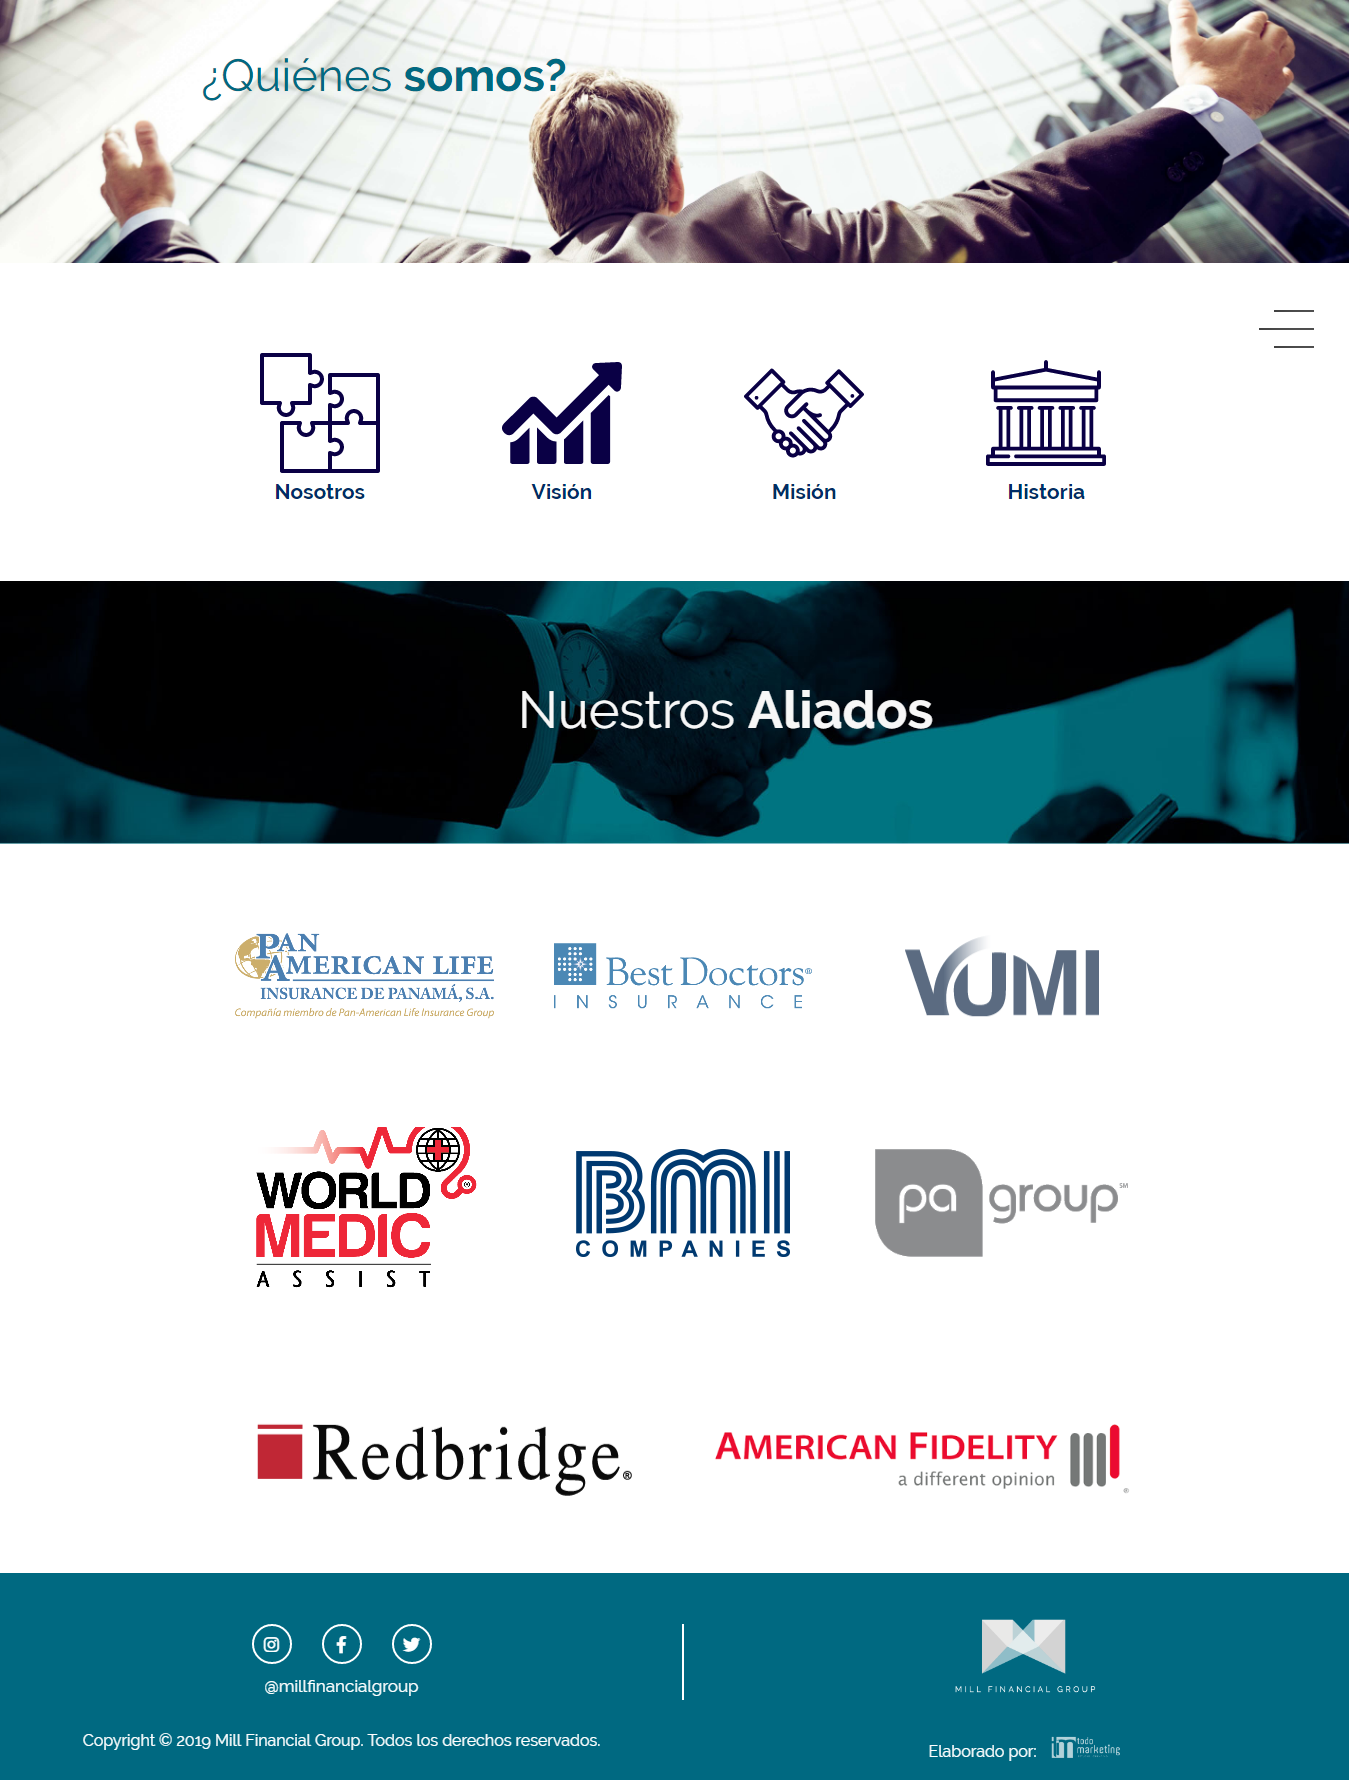 ¿Quiénes somos?
Nosotros
Visión
Misión
Historia
Nuestros Aliados
PAN
AMERICAN LIFE
INSURANCE DE PANAMÁ, S.A.
Compañía miembro de Pan-American Life Insurance Group
Best Doctors®
INSURANCE
VUMI
WORLD
MEDIC
ASSIST
BMI
COMPANIES
pa group℠
Redbridge®
AMERICAN FIDELITY
a different opinion ®
@millfinancialgroup
MILL FINANCIAL GROUP
Copyright © 2019 Mill Financial Group. Todos los derechos reservados.
Elaborado por:
todo
marketing